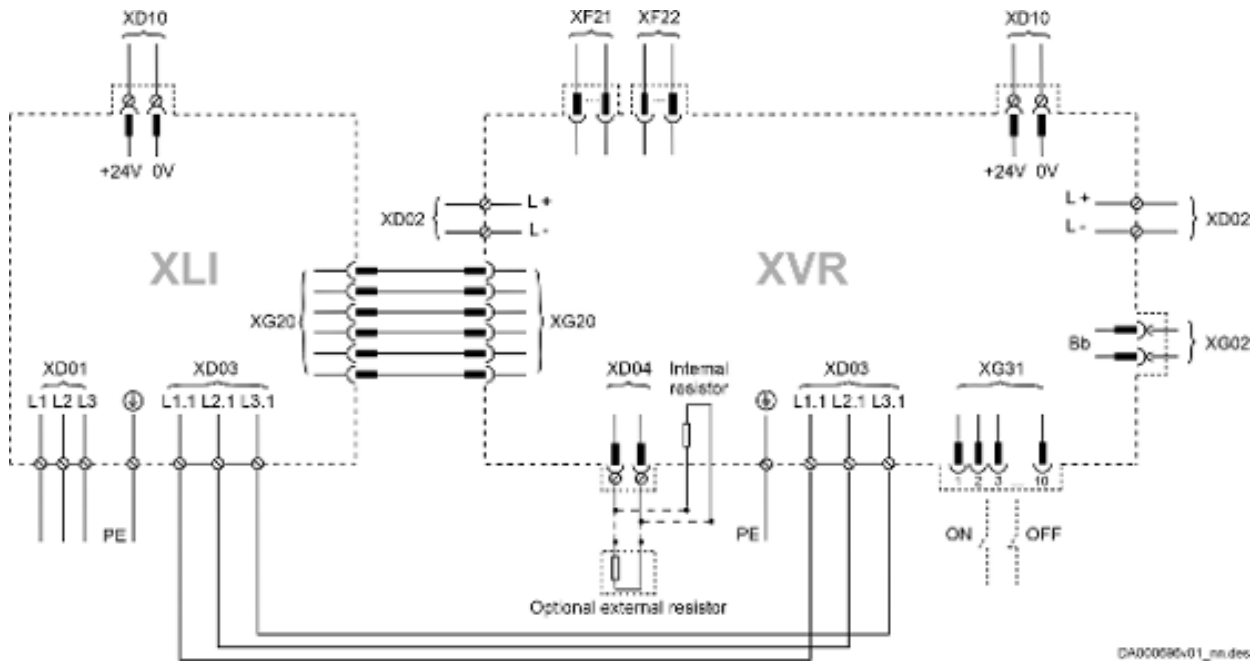 XD10
XF21 XF22
XD10
+24V 0V
+24V 0V
XD02
L +
L -
L +
L -
XD02
XLI
XVR
XG20
XG20
Bb
XG02
XD01
XD03
XD04
Internal
resistor
XD03
XG31
L1 L2 L3
L1.1 L2.1 L3.1
L1.1 L2.1 L3.1
1 2 3 ... 10
PE
PE
ON
OFF
Optional external resistor
DA000696v01_nn.des